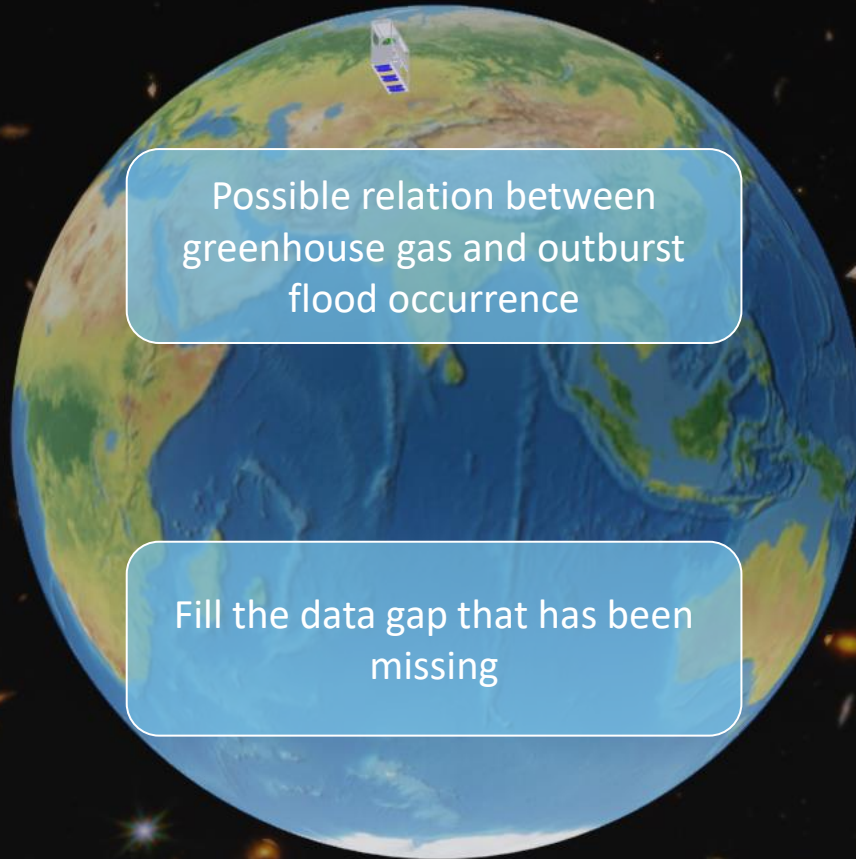 Possible relation between
greenhouse gas and outburst
flood occurrence
Fill the data gap that has been
missing